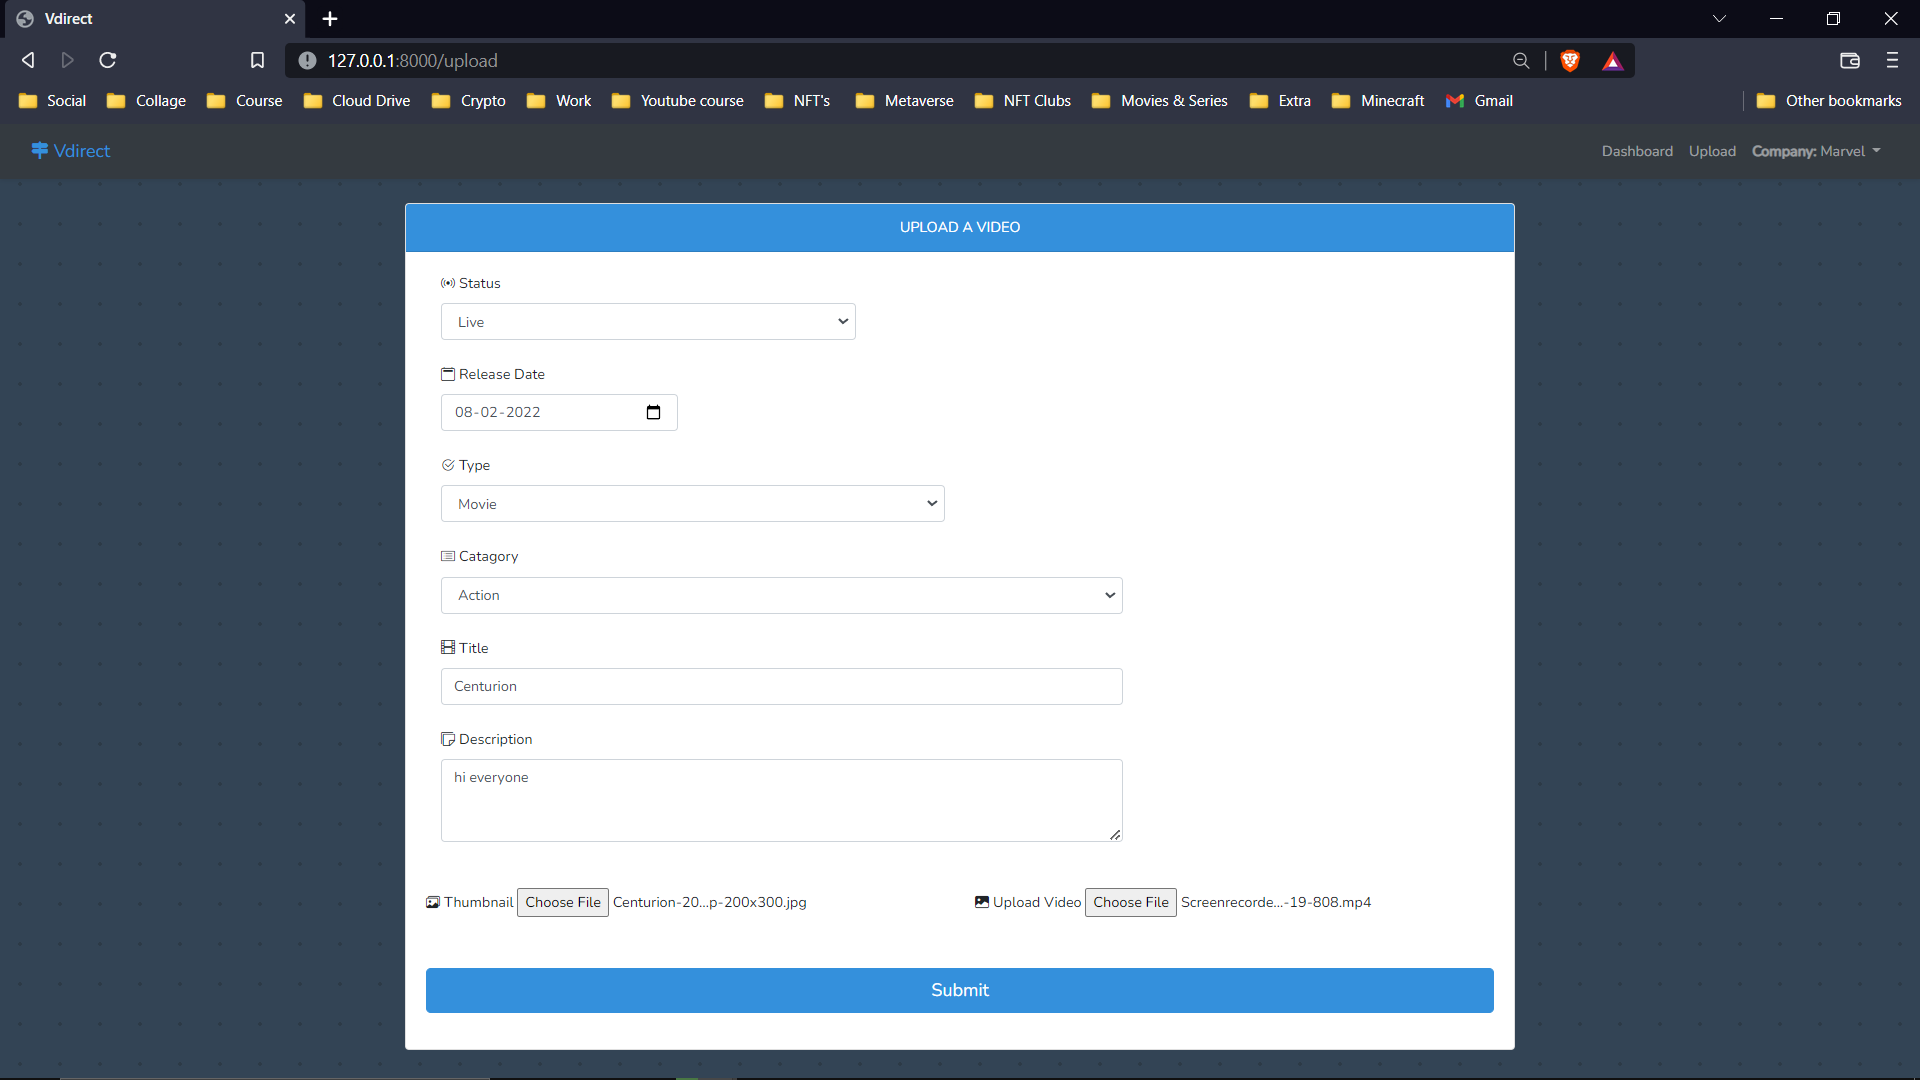 Vdirect
127.0.0.1:8000/upload
Social Collage Course Cloud Drive Crypto Work Youtube course NFT's Metaverse NFT Clubs Movies & Series Extra Minecraft Gmail Other bookmarks
Vdirect Dashboard Upload Company: Marvel
UPLOAD A VIDEO
Status
Live
Release Date
08-02-2022
Type
Movie
Catagory
Action
Title
Centurion
Description
hi everyone
Thumbnail Choose File Centurion-20...p-200x300.jpg Upload Video Choose File Screenrecorde...-19-808.mp4
Submit